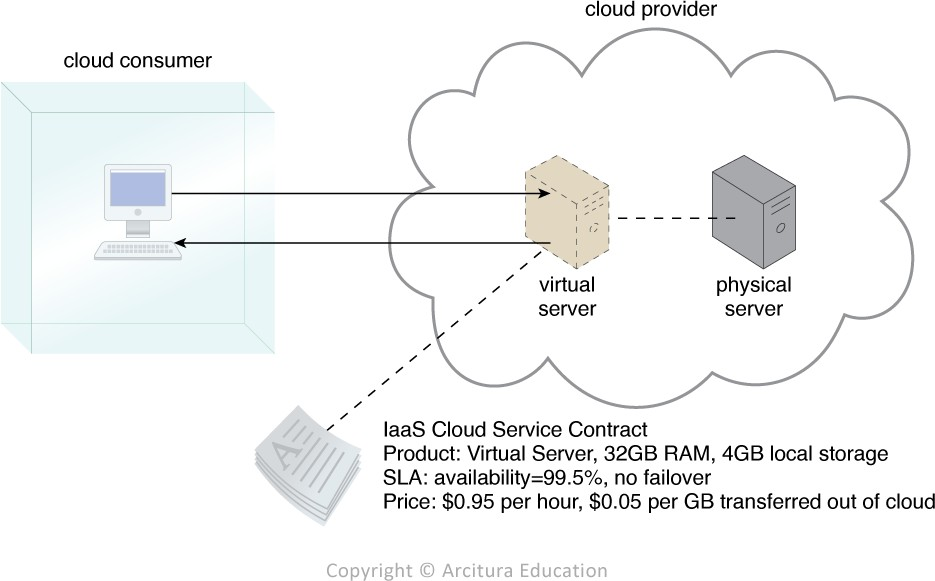 cloud provider
cloud consumer
virtual
server
physical
server
A
IaaS Cloud Service Contract
Product: Virtual Server, 32GB RAM, 4GB local storage
SLA: availability=99.5%, no failover
Price: $0.95 per hour, $0.05 per GB transferred out of cloud
Copyright © Arcitura Education